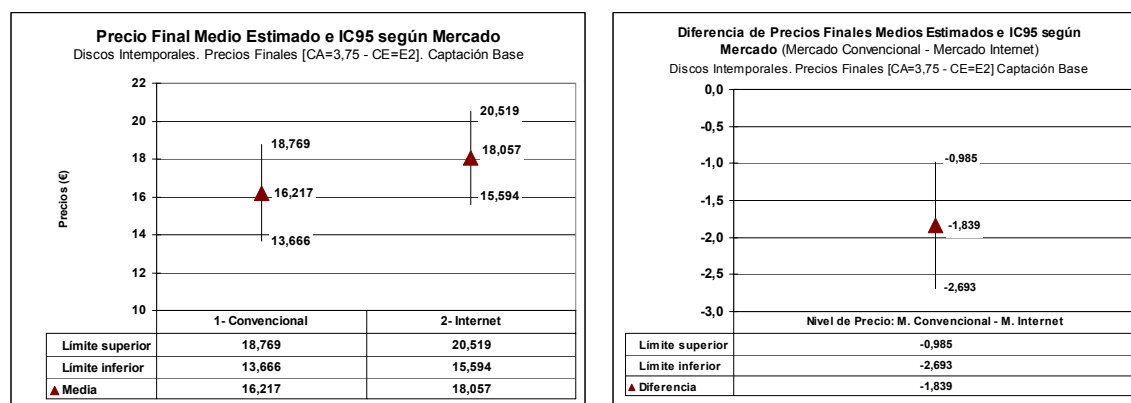 Precio Final Medio Estimado e IC95 según Mercado
Discos Intemporales. Precios Finales [CA=3,75 - CE=E2]. Captación Base
22
20
18
16
14
12
10
Precios (€)
18,769
16,217
13,666
20,519
18,057
15,594
1- Convencional 2- Internet
Límite superior 18,769 20,519
Límite inferior 13,666 15,594
Media 16,217 18,057
Diferencia de Precios Finales Medios Estimados e IC95 según
Mercado (Mercado Convencional - Mercado Internet)
Discos Intemporales. Precios Finales [CA=3,75 - CE=E2] Captación Base
0,0
-0,5
-1,0
-1,5
-2,0
-2,5
-3,0
-0,985
-1,839
-2,693
Nivel de Precio: M. Convencional - M. Internet
Límite superior -0,985
Límite inferior -2,693
Diferencia -1,839